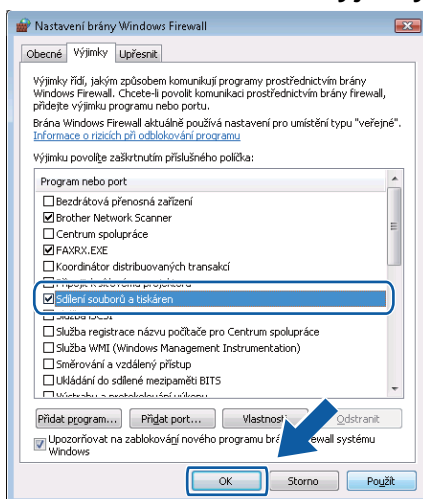 Nastavení brány Windows Firewall
Obecné Výjimky Upřesnit
Výjimky řídí, jakým způsobem komunikují programy prostřednictvím brány
Windows Firewall. Chcete-li povolit komunikaci prostřednictvím brány firewall,
přidejte výjimku programu nebo portu.
Brána Windows Firewall aktuálně používá nastavení pro umístění typu "veřejné".
Informace o rizicích při odblokování programu
Výjimku povolíte zaškrtnutím příslušného políčka:
Program nebo port
Bezdrátová přenosná zařízení
Brother Network Scanner
Centrum spolupráce
FAXRX.EXE
Koordinátor distribuovaných transakcí
Sdílení souborů a tiskáren
Služba registrace názvu počítače pro Centrum spolupráce
Služba WMI (Windows Management Instrumentation)
Směrování a vzdálený přístup
Ukládání do sdílené mezipaměti BITS
Přidat program... Přidat port... Vlastnosti Odstranit
Upozorňovat na zablokování nového programu systému
Windows
OK Storno Použít